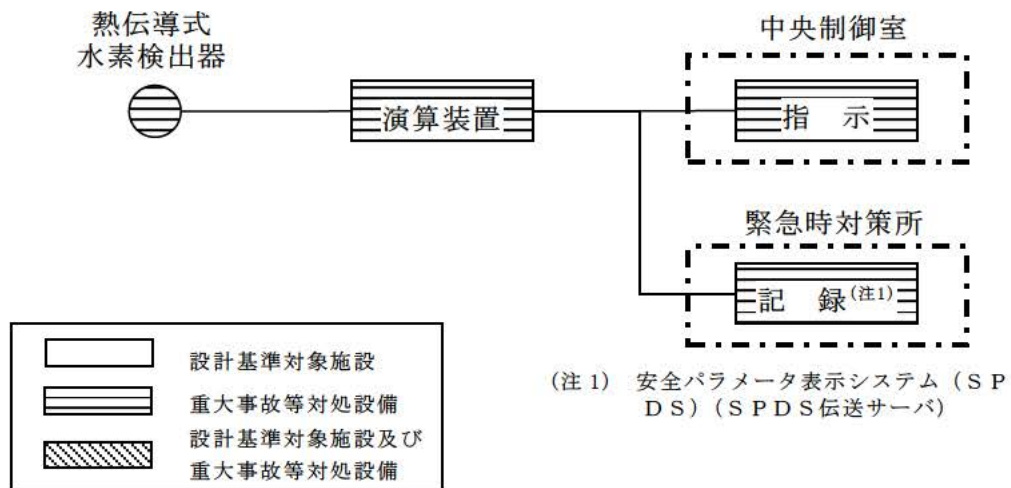 熱伝導式
水素検出器
演算装置
中央制御室
指　示
緊急時対策所
記　録(注1)
(注 1)　安全パラメータ表示システム（ＳＰ
ＤＳ）（ＳＰＤＳ伝送サーバ）
設計基準対象施設
重大事故等対処設備
設計基準対象施設及び
重大事故等対処設備